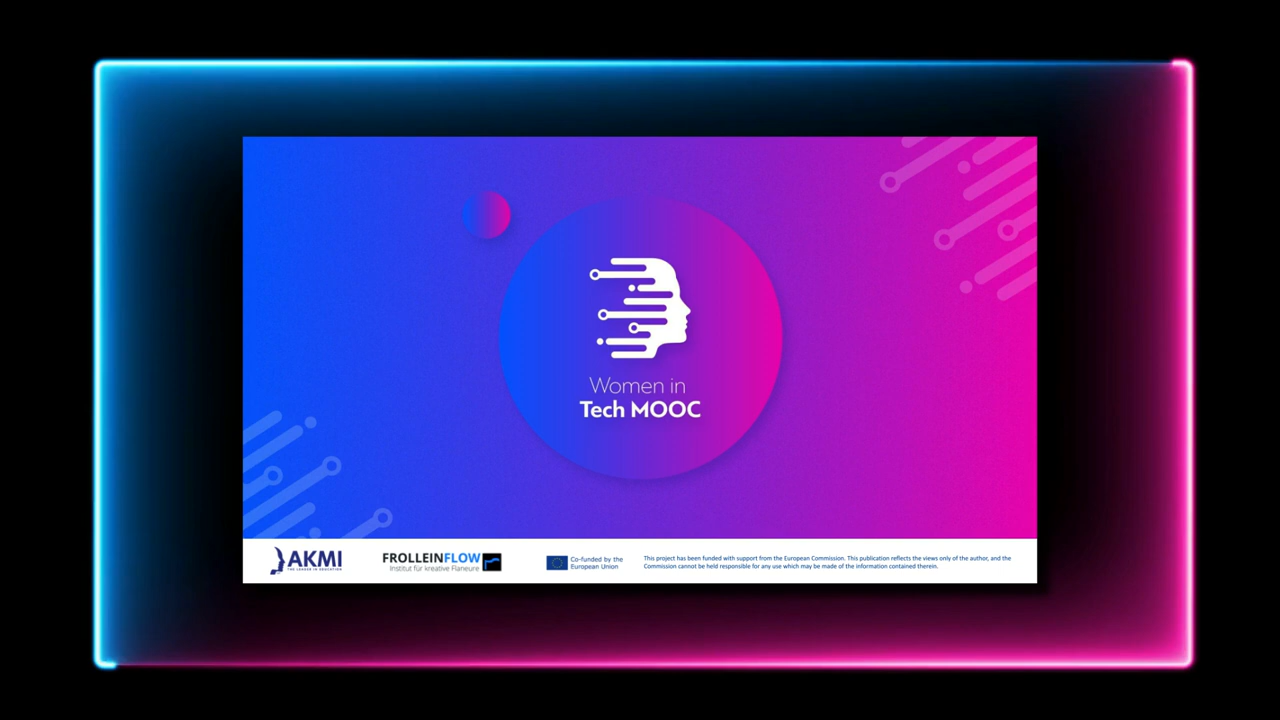 Women in
Tech MOOC
AKMI
THE LEADER IN EDUCATION
FROLLEINFLOW
Institut für kreative Flaneure
Co-funded by the
European Union
This project has been funded with support from the European Commission. This publication reflects the views only of the author, and the
Commission cannot be held responsible for any use which may be made of the information contained therein.